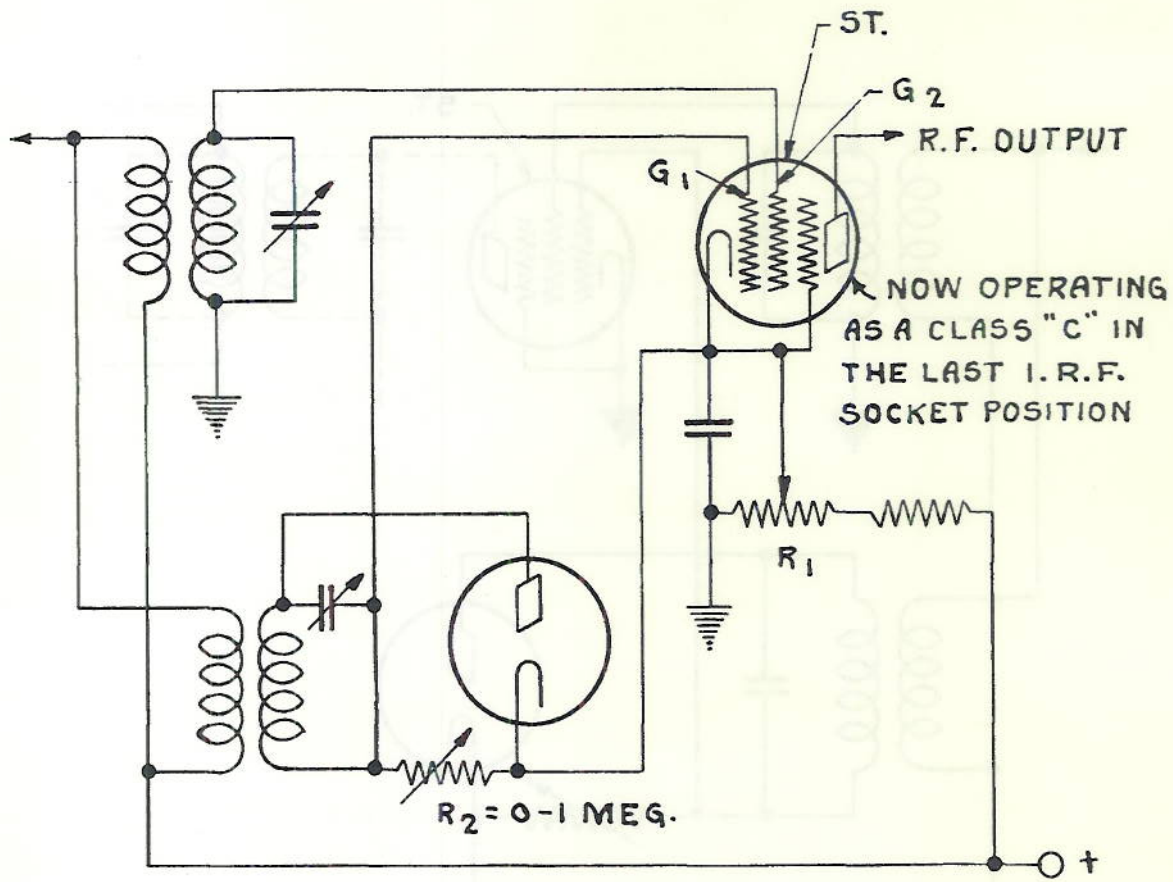 ST.
G2
R.F. OUTPUT
G1
NOW OPERATING
AS A CLASS "C" IN
THE LAST I.R.F.
SOCKET POSITION
R1
R2 = 0-1 MEG.
+